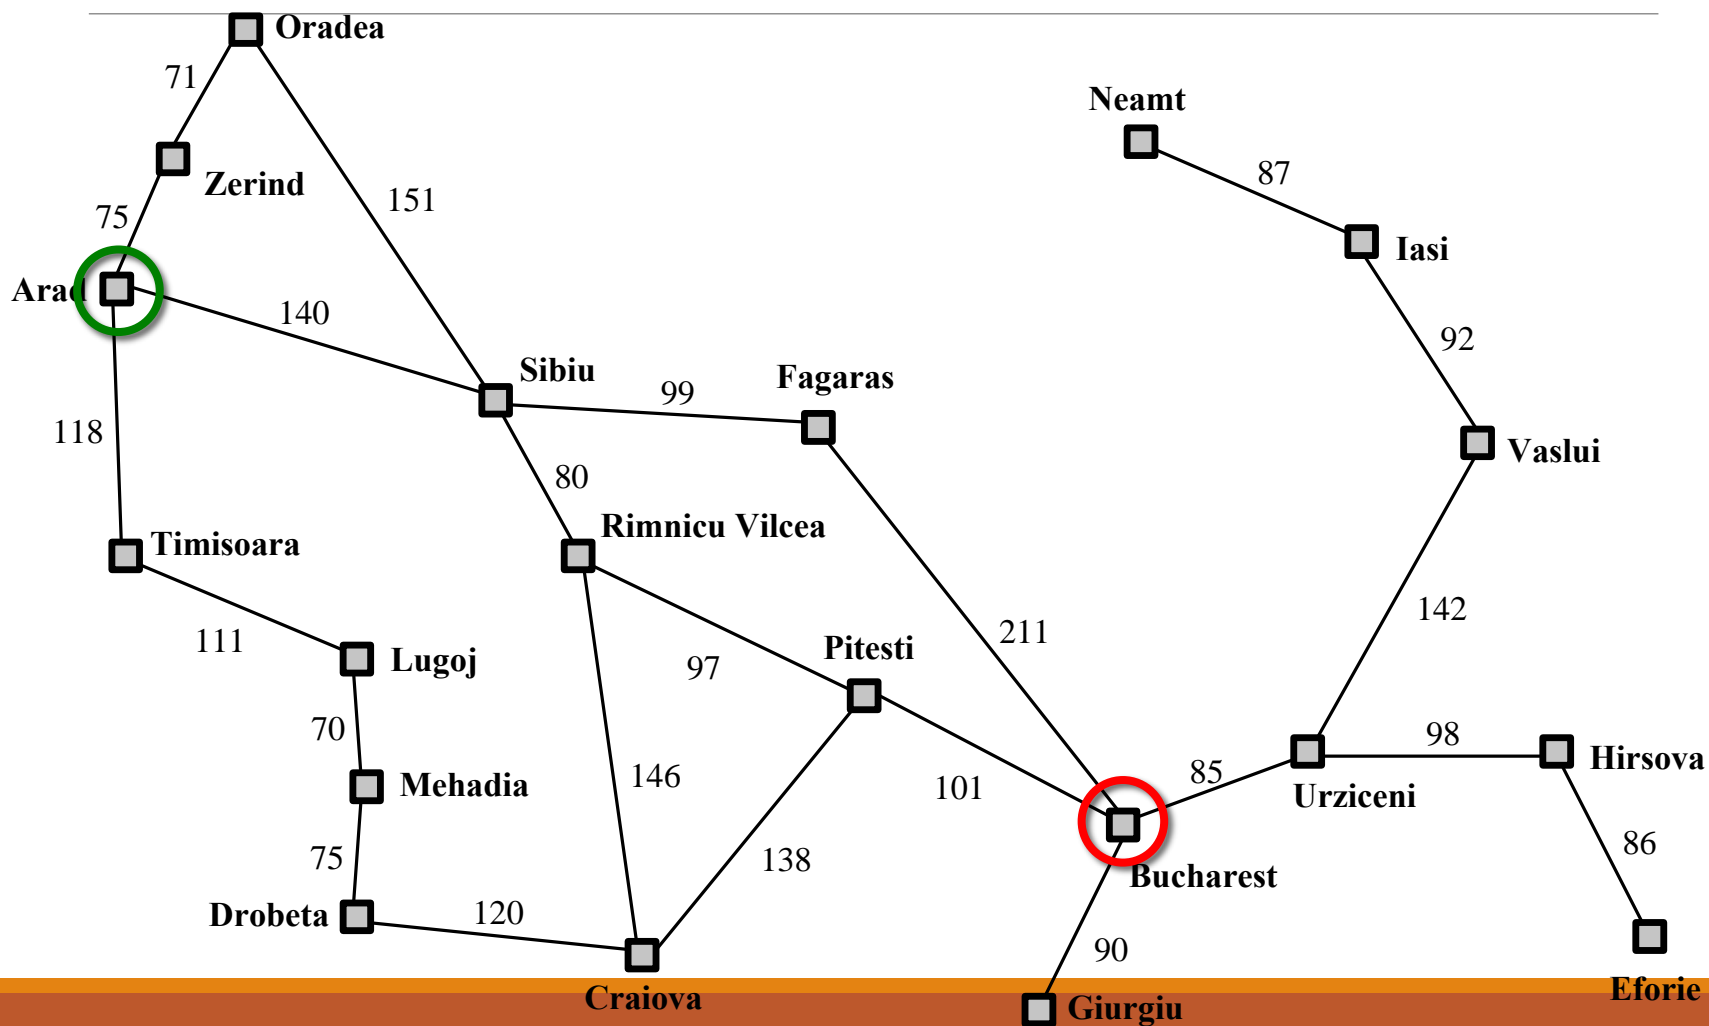 Oradea
71
Neamt
87
Zerind
151
75
Iasi
Arad
140
92
Sibiu
Fagaras
99
118
Vaslui
80
Rimnicu Vilcea
Timisoara
142
211
111
Pitesti
Lugoj
97
70
98
Hirsova
146
85
Mehadia
101
Urziceni
75
138
86
Bucharest
Drobeta
120
90
Craiova
Eforie
Giurgiu